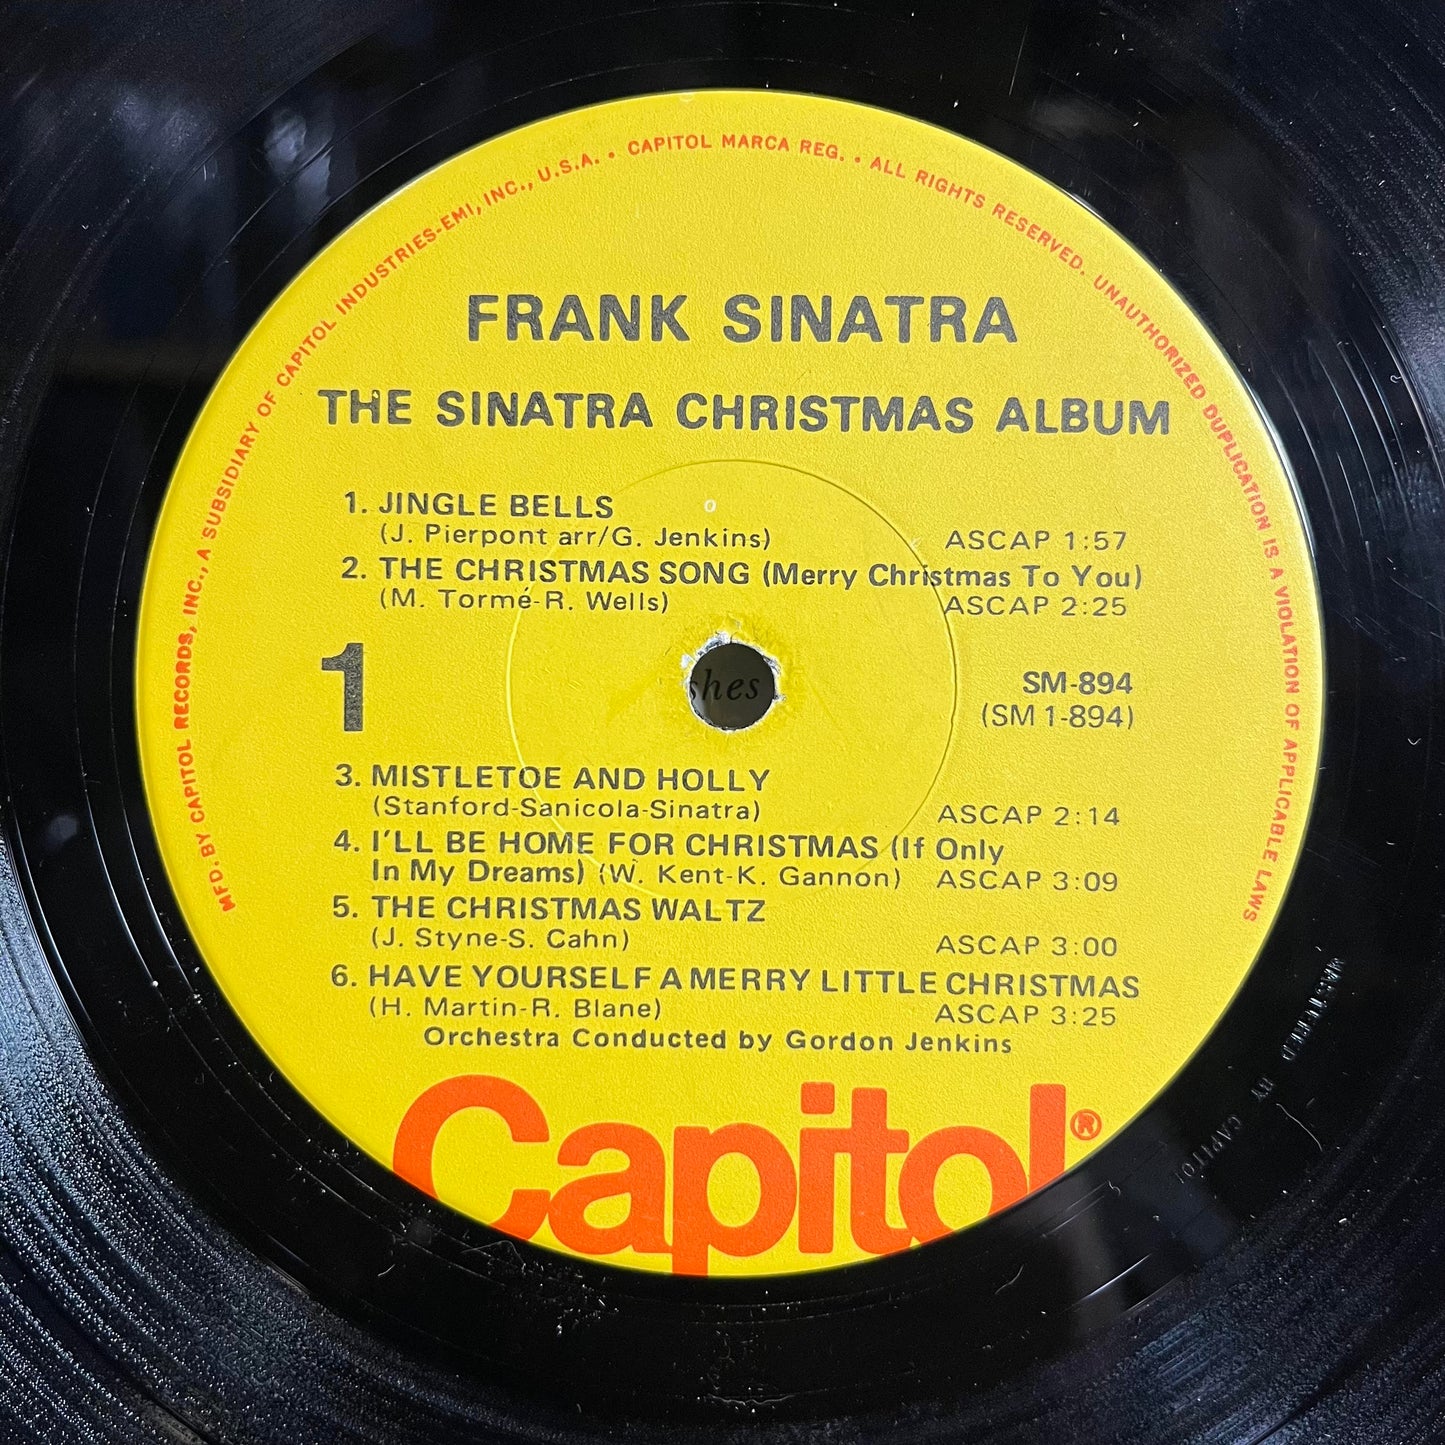 MFD. BY CAPITOL RECORDS, INC., A SUBSIDIARY OF CAPITOL INDUSTRIES-EMI, INC., U.S.A. • CAPITOL MARCA REG. • ALL RIGHTS RESERVED. UNAUTHORIZED DUPLICATION IS A VIOLATION OF APPLICABLE LAWS
FRANK SINATRA
THE SINATRA CHRISTMAS ALBUM
1. JINGLE BELLS
(J. Pierpont arr/G. Jenkins) ASCAP 1:57
2. THE CHRISTMAS SONG (Merry Christmas To You)
(M. Tormé-R. Wells) ASCAP 2:25
1
shes
SM-894
(SM 1-894)
3. MISTLETOE AND HOLLY
(Stanford-Sanicola-Sinatra) ASCAP 2:14
4. I'LL BE HOME FOR CHRISTMAS (If Only
In My Dreams) (W. Kent-K. Gannon) ASCAP 3:09
5. THE CHRISTMAS WALTZ
(J. Styne-S. Cahn) ASCAP 3:00
6. HAVE YOURSELF A MERRY LITTLE CHRISTMAS
(H. Martin-R. Blane) ASCAP 3:25
Orchestra Conducted by Gordon Jenkins
Capitol®
MASTERED BY CAPITOL